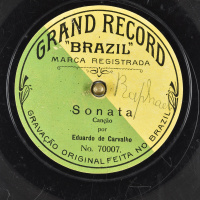 GRAND RECORD
"BRAZIL"
MARCA REGISTRADA
Sonata
Canção
por
Eduardo de Carvalho
No. 70007.
GRAVAÇÃO ORIGINAL FEITA NO BRAZIL